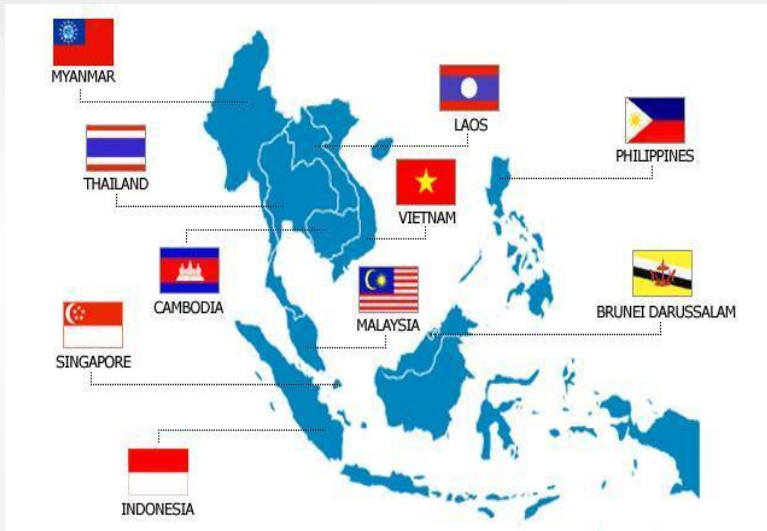 MYANMAR
LAOS
PHILIPPINES
THAILAND
VIETNAM
CAMBODIA
MALAYSIA
BRUNEI DARUSSALAM
SINGAPORE
INDONESIA